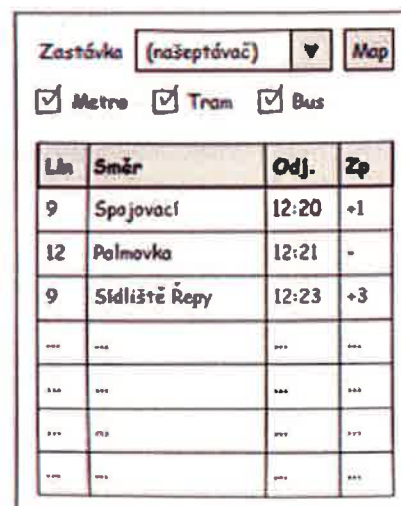 Zastávka (našeptávač) Map
Metro Tram Bus
Lin Směr Odj. Zp
9 Spojovací 12:20 +1
12 Palmovka 12:21 -
9 Sídliště Řepy 12:23 +3
... ... ... ...
... ... ... ...
... ... ... ...
... ... ... ...